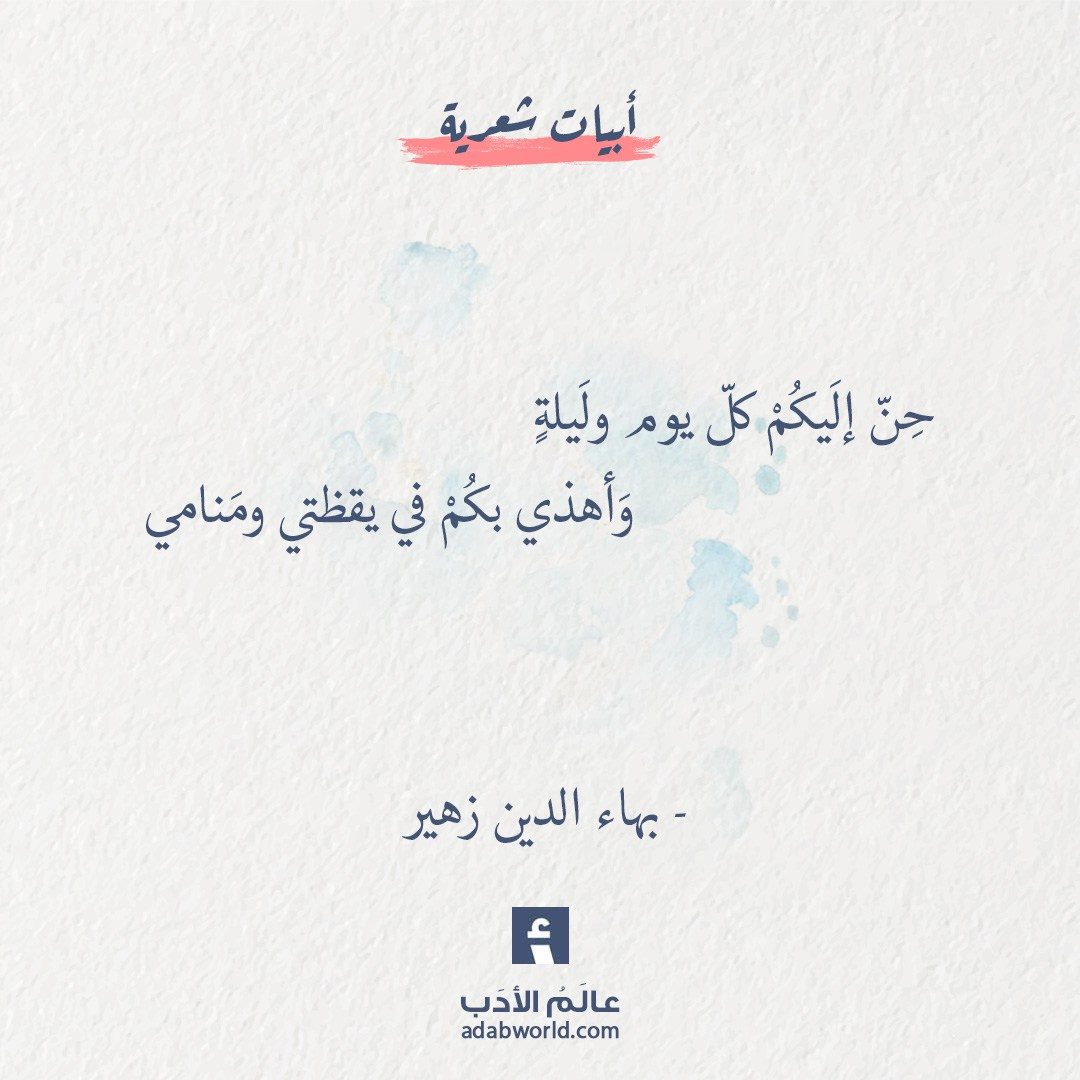 أبيات شعرية
حِنّ إلَيكُمْ كلّ يوم ولَيلةٍ
وَأهذي بكُمْ في يقظتي ومَنامي
- بهاء الدين زهير
أ
عالَمُ الأدَب
adabworld.com